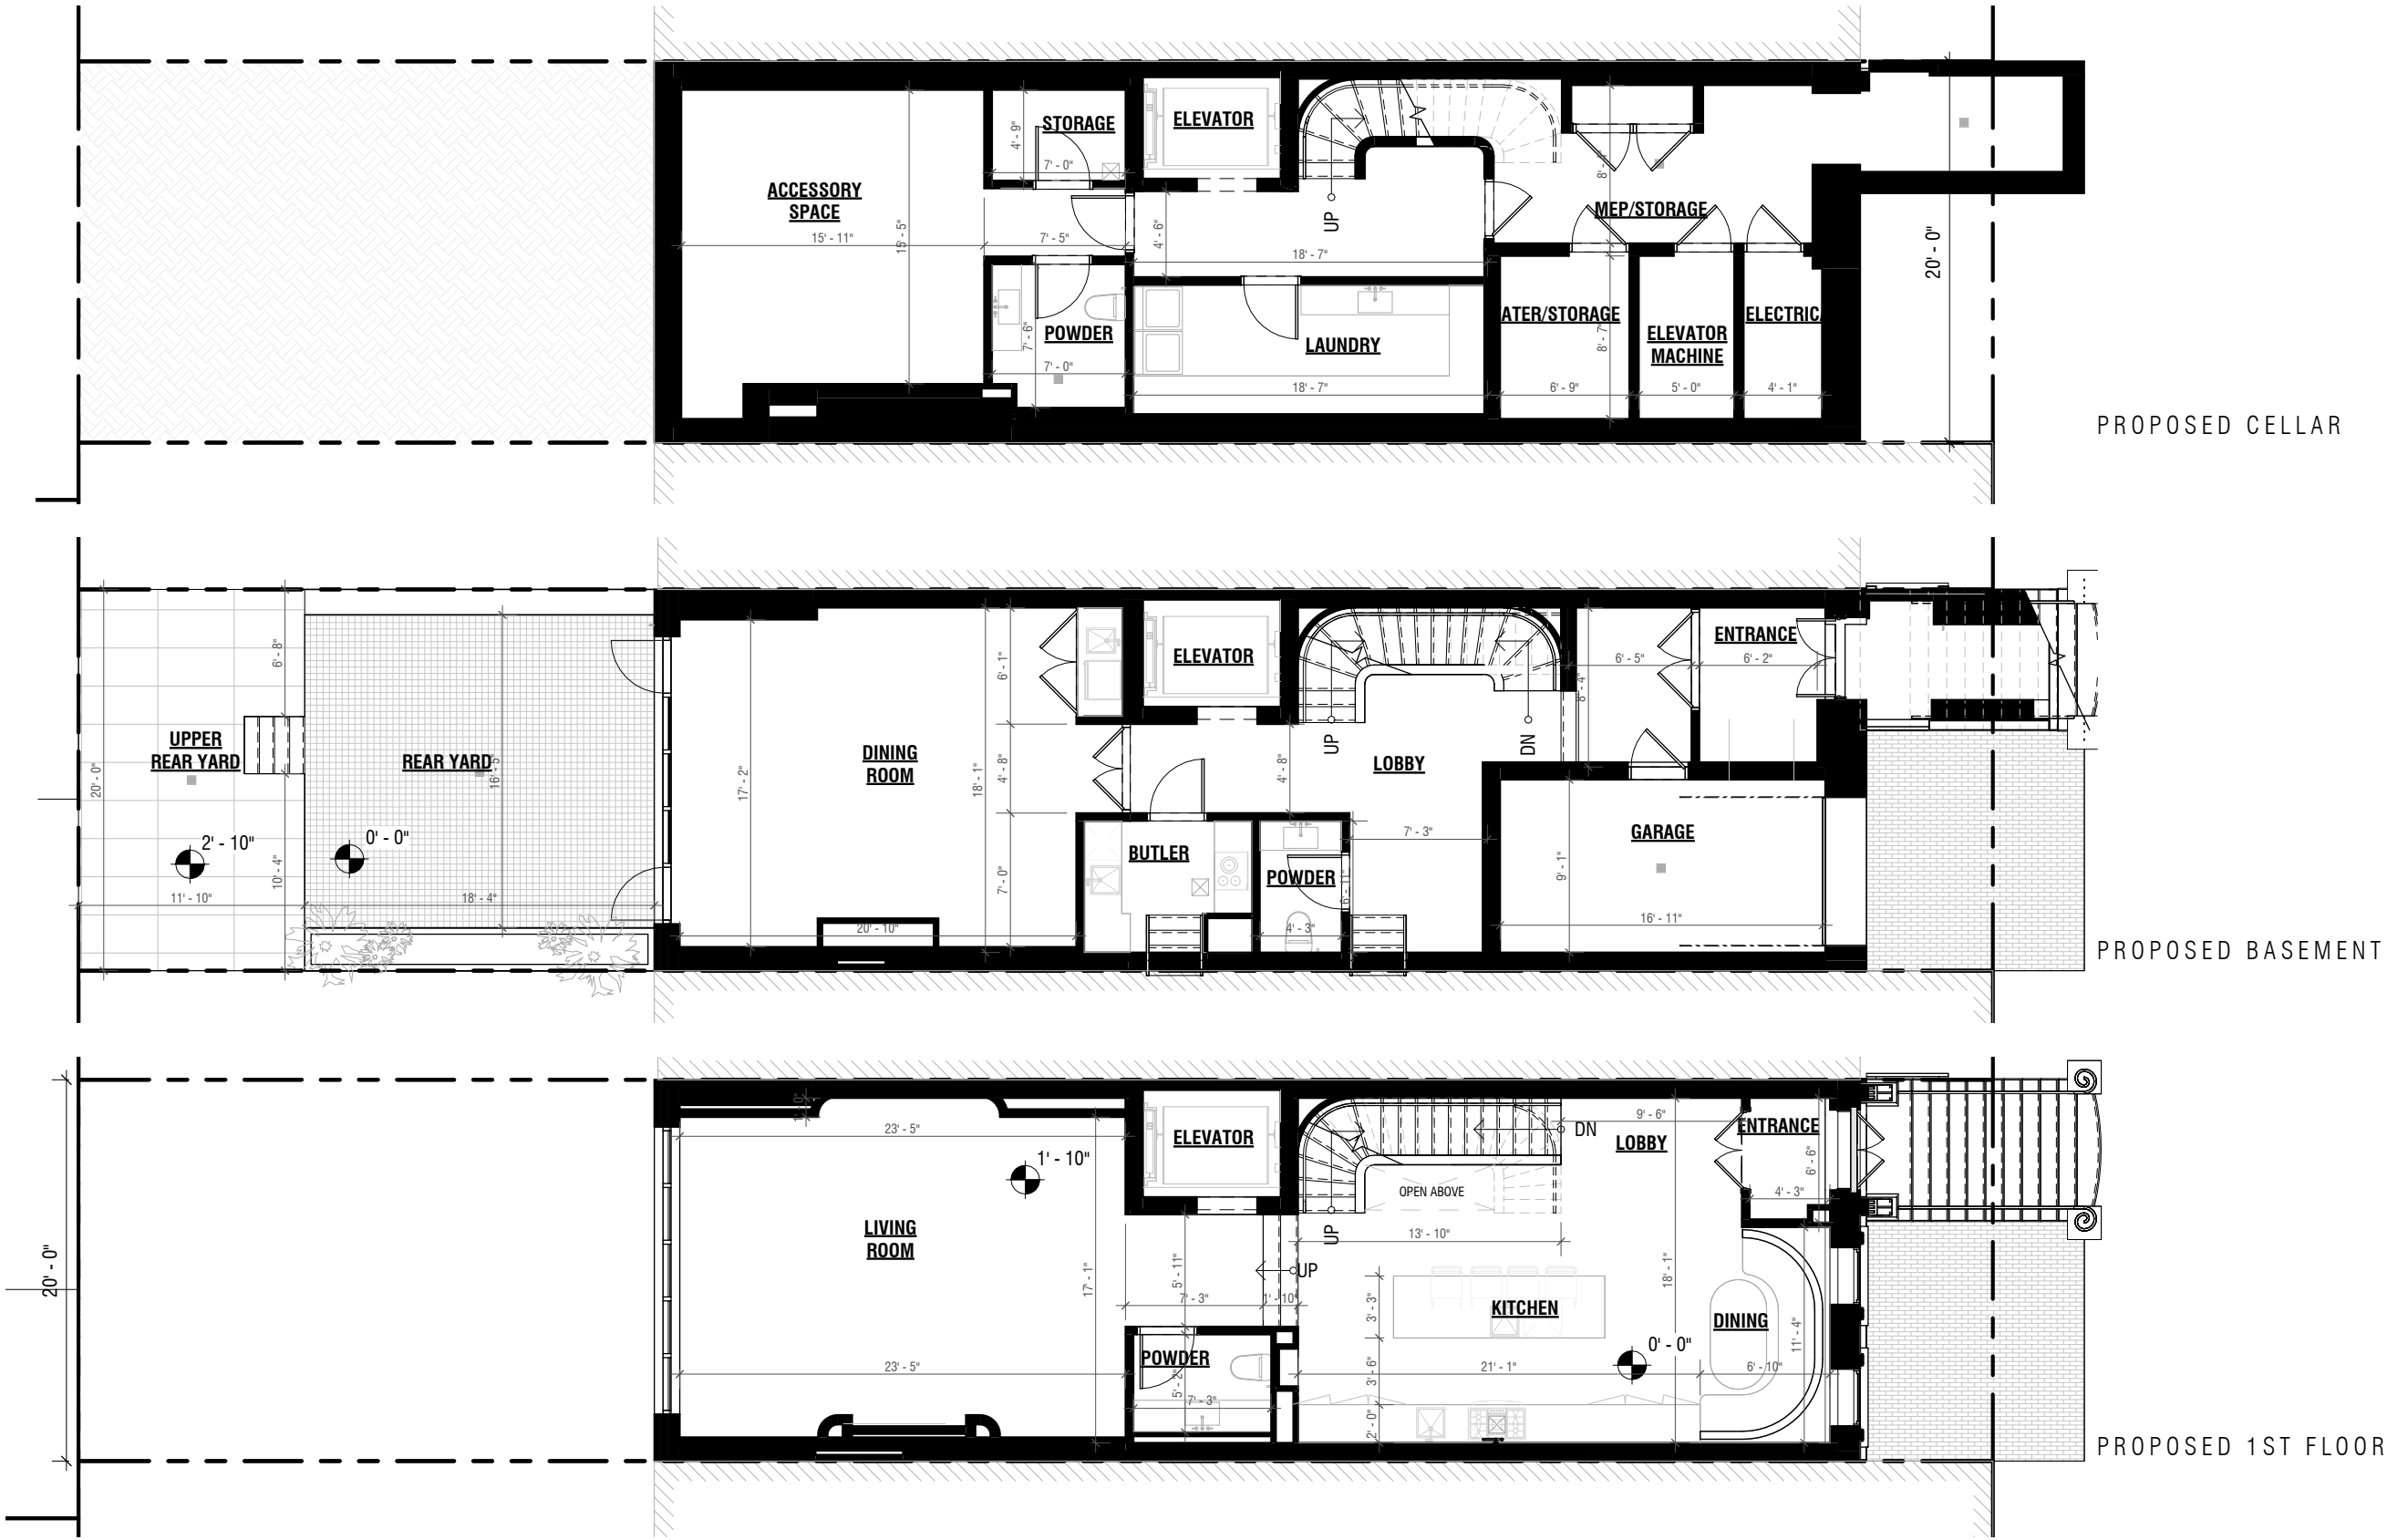 STORAGE
4' - 9"
7' - 0"
ELEVATOR
ACCESSORY
SPACE
15' - 11"
15' - 5"
7' - 5"
4' - 6"
UP
18' - 7"
MEP/STORAGE
20' - 0"
POWDER
7' - 6"
7' - 0"
LAUNDRY
18' - 7"
ATER/STORAGE
8' - 7"
6' - 9"
ELEVATOR
MACHINE
5' - 0"
ELECTRICA
4' - 1"
PROPOSED CELLAR
UPPER
REAR YARD
20' - 0"
6' - 8"
10' - 4"
2' - 10"
11' - 10"
REAR YARD
16' - 5"
0' - 0"
18' - 4"
DINING
ROOM
17' - 2"
18' - 1"
6' - 1"
4' - 8"
7' - 0"
20' - 10"
ELEVATOR
UP
DN
LOBBY
4' - 8"
7' - 3"
6' - 5"
8' - 4"
ENTRANCE
6' - 2"
BUTLER
POWDER
4' - 3"
6' - 11"
GARAGE
9' - 1"
16' - 11"
PROPOSED BASEMENT
20' - 0"
23' - 5"
1' - 10"
LIVING
ROOM
17' - 1"
23' - 5"
ELEVATOR
5' - 11"
7' - 3"
1' - 10"
UP
POWDER
5' - 2"
7' - 3"
UP
DN
OPEN ABOVE
13' - 10"
9' - 6"
LOBBY
ENTRANCE
6' - 6"
4' - 3"
18' - 1"
KITCHEN
3' - 3"
3' - 6"
2' - 0"
21' - 1"
0' - 0"
DINING
11' - 4"
6' - 10"
PROPOSED 1ST FLOOR